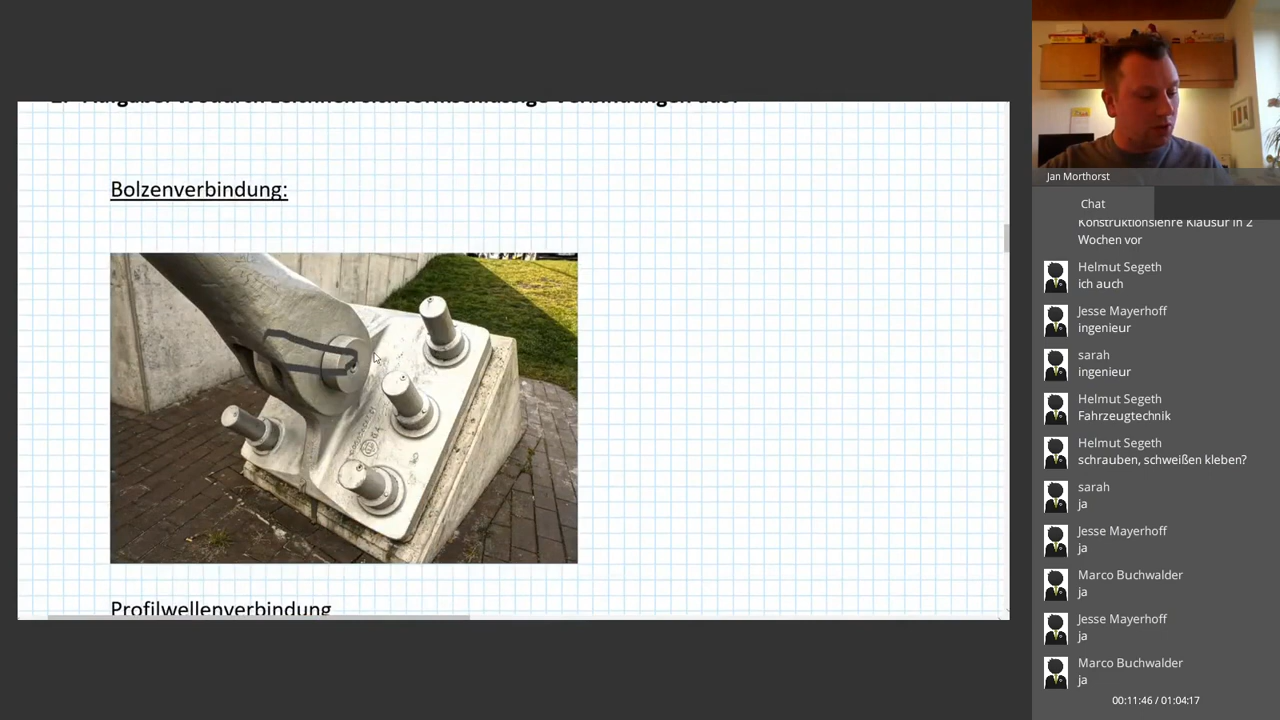 Bolzenverbindung:
Profilwellenverbindung
Jan Morthorst
Chat
Konstruktionslehre Klausur in 2
Wochen vor
Helmut Segeth
ich auch
Jesse Mayerhoff
ingenieur
sarah
ingenieur
Helmut Segeth
Fahrzeugtechnik
Helmut Segeth
schrauben, schweißen kleben?
sarah
ja
Jesse Mayerhoff
ja
Marco Buchwalder
ja
Jesse Mayerhoff
ja
Marco Buchwalder
ja
00:11:46 / 01:04:17